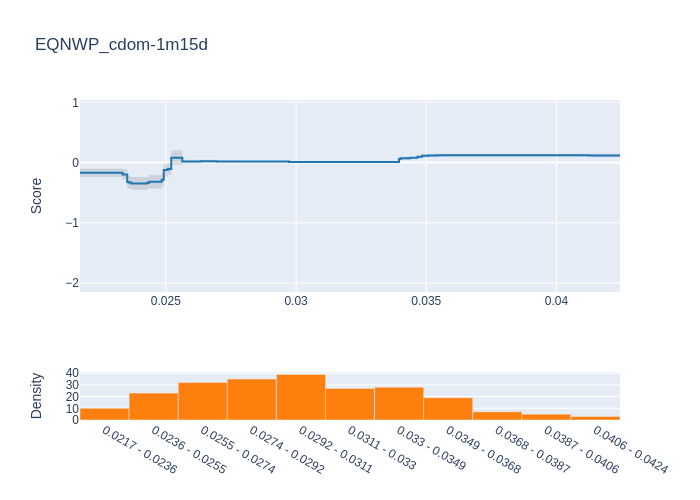 EQNWP_cdom-1m15d
Score
1
0
−1
−2
0.025
0.03
0.035
0.04
Density
40
30
20
10
0
0.0217 - 0.0236
0.0236 - 0.0255
0.0255 - 0.0274
0.0274 - 0.0292
0.0292 - 0.0311
0.0311 - 0.033
0.033 - 0.0349
0.0349 - 0.0368
0.0368 - 0.0387
0.0387 - 0.0406
0.0406 - 0.0424